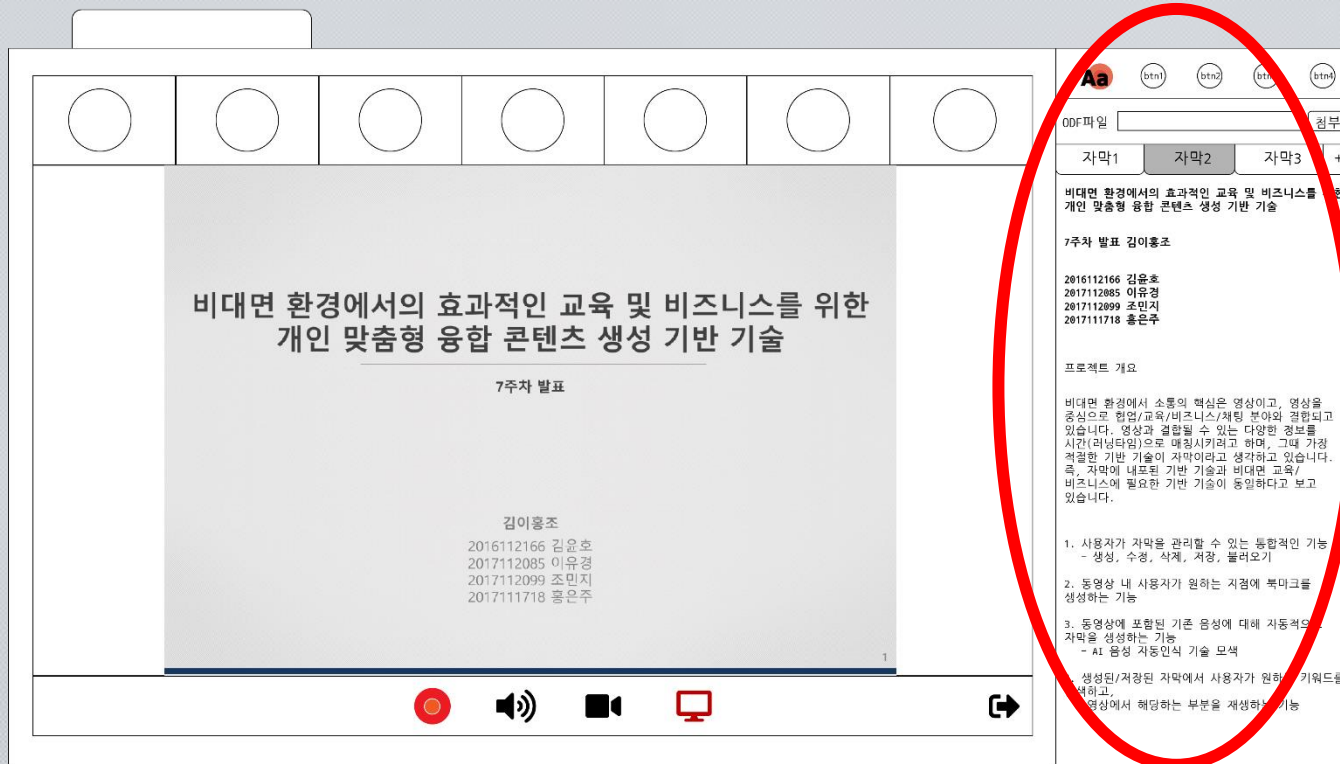 비대면 환경에서의 효과적인 교육 및 비즈니스를 위한
개인 맞춤형 융합 콘텐츠 생성 기반 기술
7주차 발표
김이홍조
2016112166 김윤호
2017112085 이유경
2017112099 조민지
2017111718 홍은주
1
Aa btn1 btn2 btn4
ODF파일 첨부
자막1 자막2 자막3 +
비대면 환경에서의 효과적인 교육 및 비즈니스를
개인 맞춤형 융합 콘텐츠 생성 기반 기술
7주차 발표 김이홍조
2016112166 김윤호
2017112085 이유경
2017112099 조민지
2017111718 홍은주
프로젝트 개요
비대면 환경에서 소통의 핵심은 영상이고, 영상을
중심으로 협업/교육/비즈니스/채팅 분야와 결합되고
있습니다. 영상과 결합될 수 있는 다양한 정보를
시간(러닝타임)으로 매칭시키려고 하며, 그때 가장
적절한 기반 기술이 자막이라고 생각하고 있습니다.
즉, 자막에 내포된 기반 기술과 비대면 교육/
비즈니스에 필요한 기반 기술이 동일하다고 보고
있습니다.
1. 사용자가 자막을 관리할 수 있는 통합적인 기능
- 생성, 수정, 삭제, 저장, 불러오기
2. 동영상 내 사용자가 원하는 지점에 북마크를
생성하는 기능
3. 동영상에 포함된 기존 음성에 대해
자막을 생성하는 기능
- AI 음성 자동인식 기술 모색
생성된/저장된 자막에서 사용자가 키워드를
영상에서 해당하는 부분을 기능